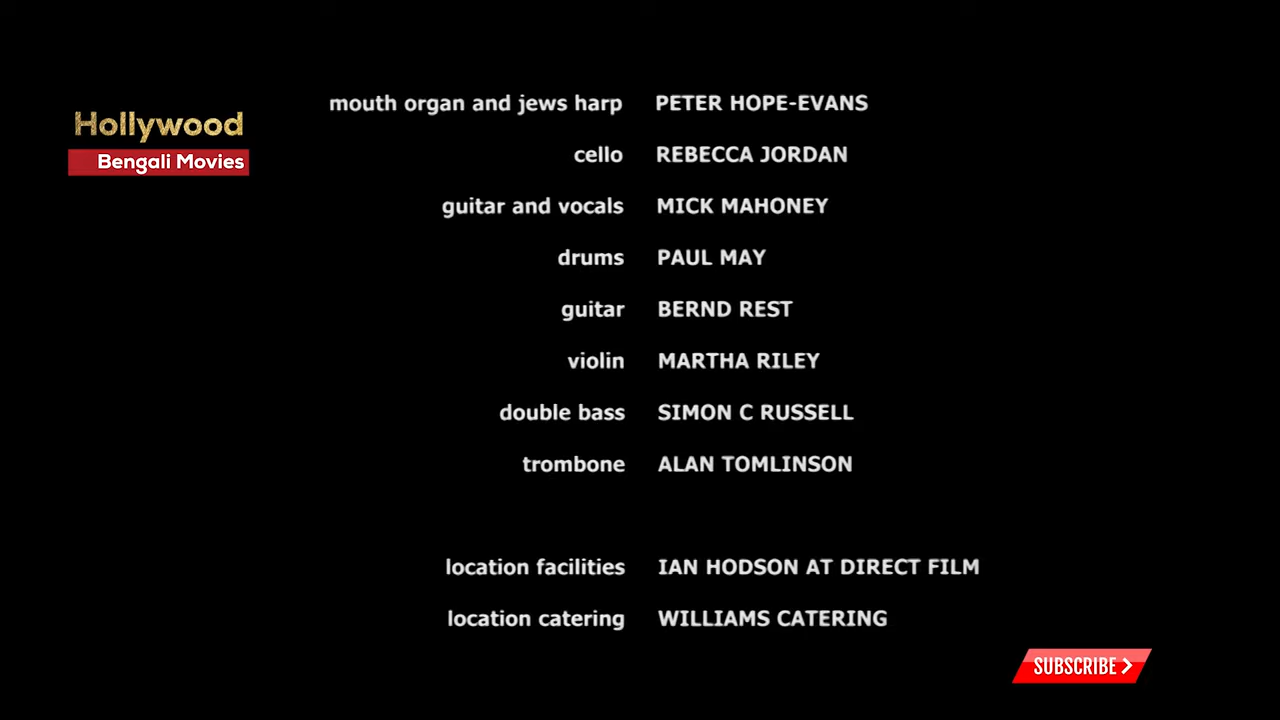 Hollywood
Bengali Movies
mouth organ and jews harp PETER HOPE-EVANS
cello REBECCA JORDAN
guitar and vocals MICK MAHONEY
drums PAUL MAY
guitar BERND REST
violin MARTHA RILEY
double bass SIMON C RUSSELL
trombone ALAN TOMLINSON
location facilities IAN HODSON AT DIRECT FILM
location catering WILLIAMS CATERING
SUBSCRIBE